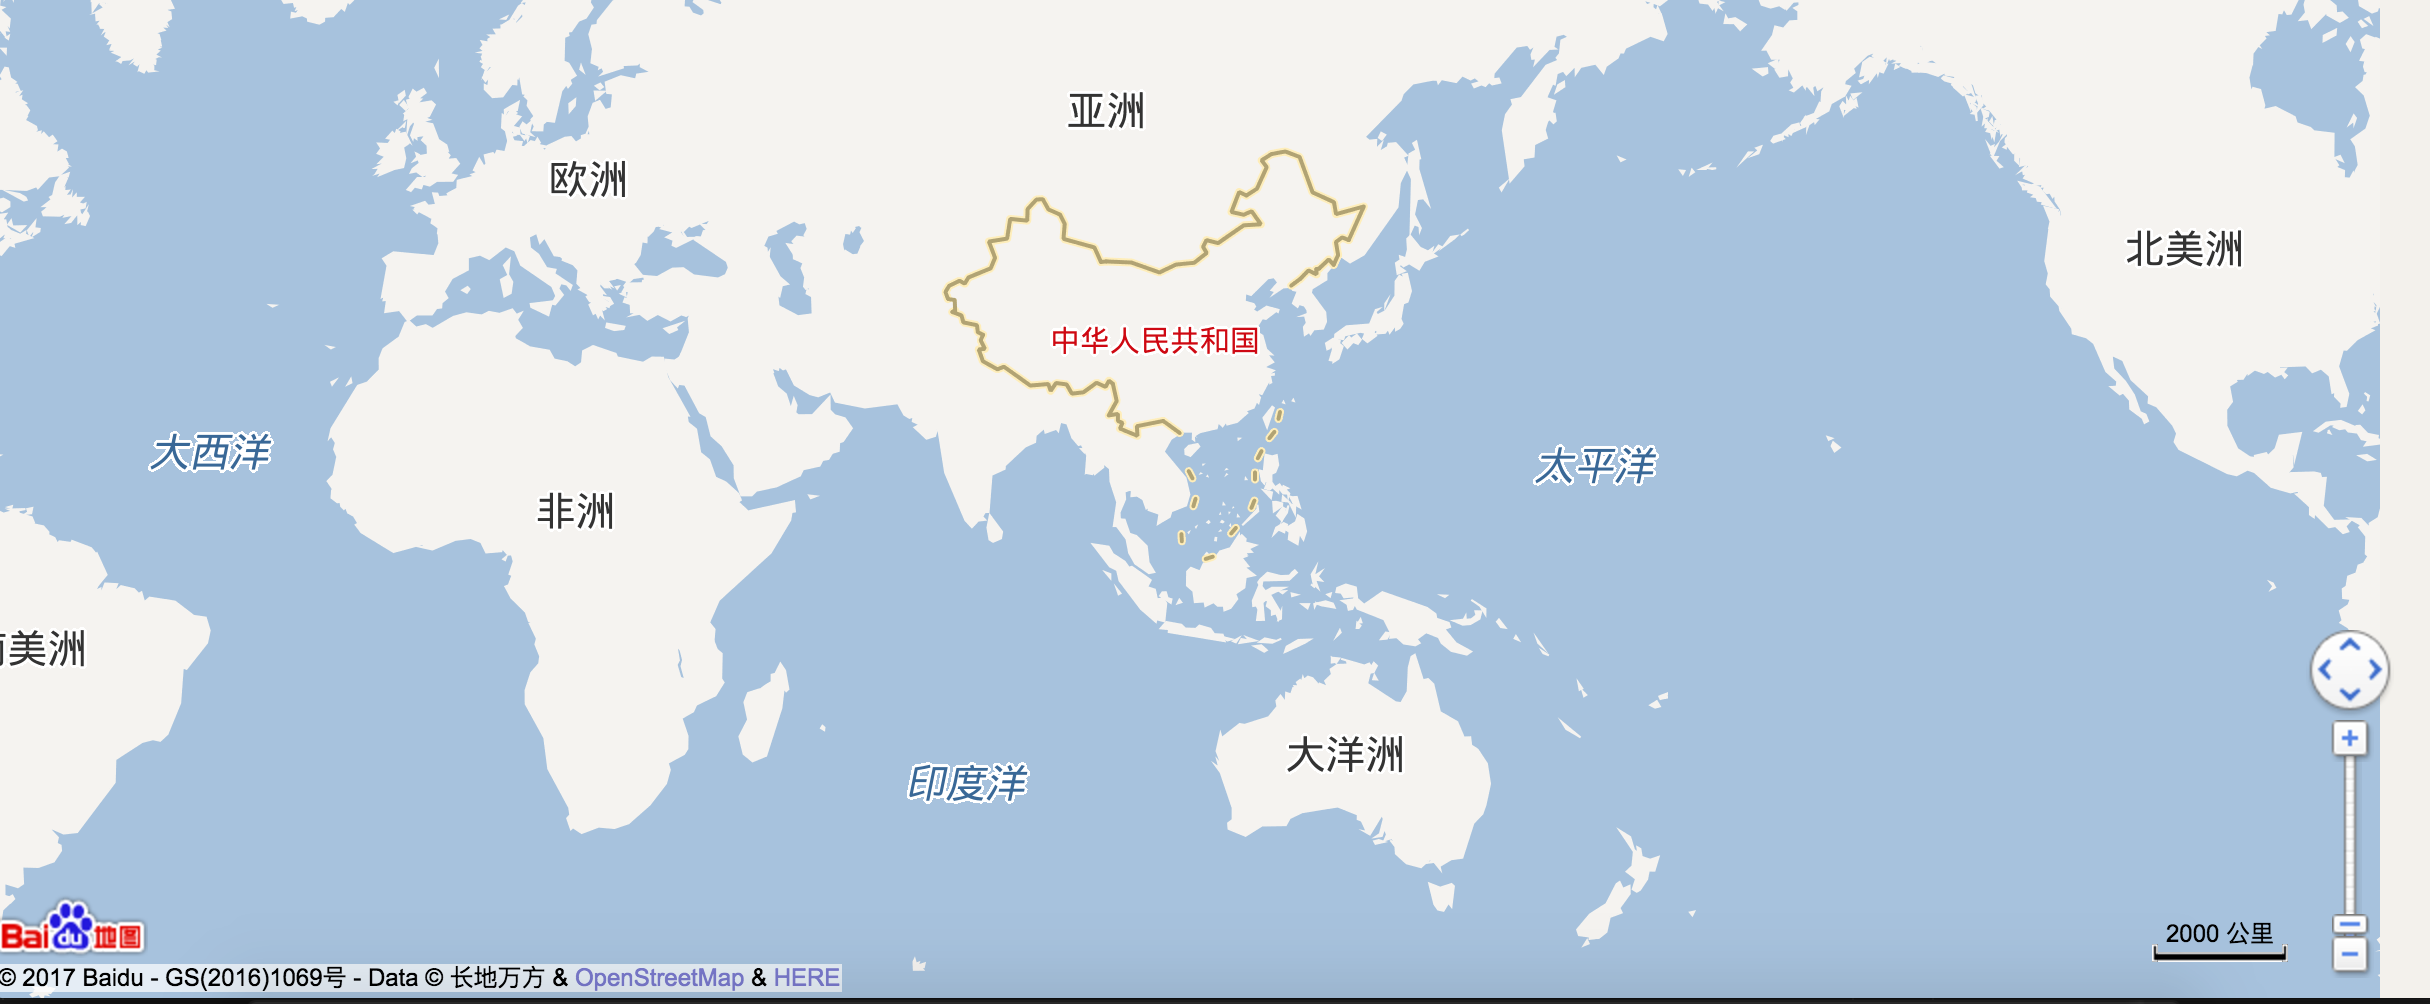 亚洲
欧洲
北美洲
中华人民共和国
大西洋
太平洋
非洲
美洲
大洋洲
印度洋
2000 公里
Bai du 地图
© 2017 Baidu - GS(2016)1069号 - Data © 长地万方 & OpenStreetMap & HERE